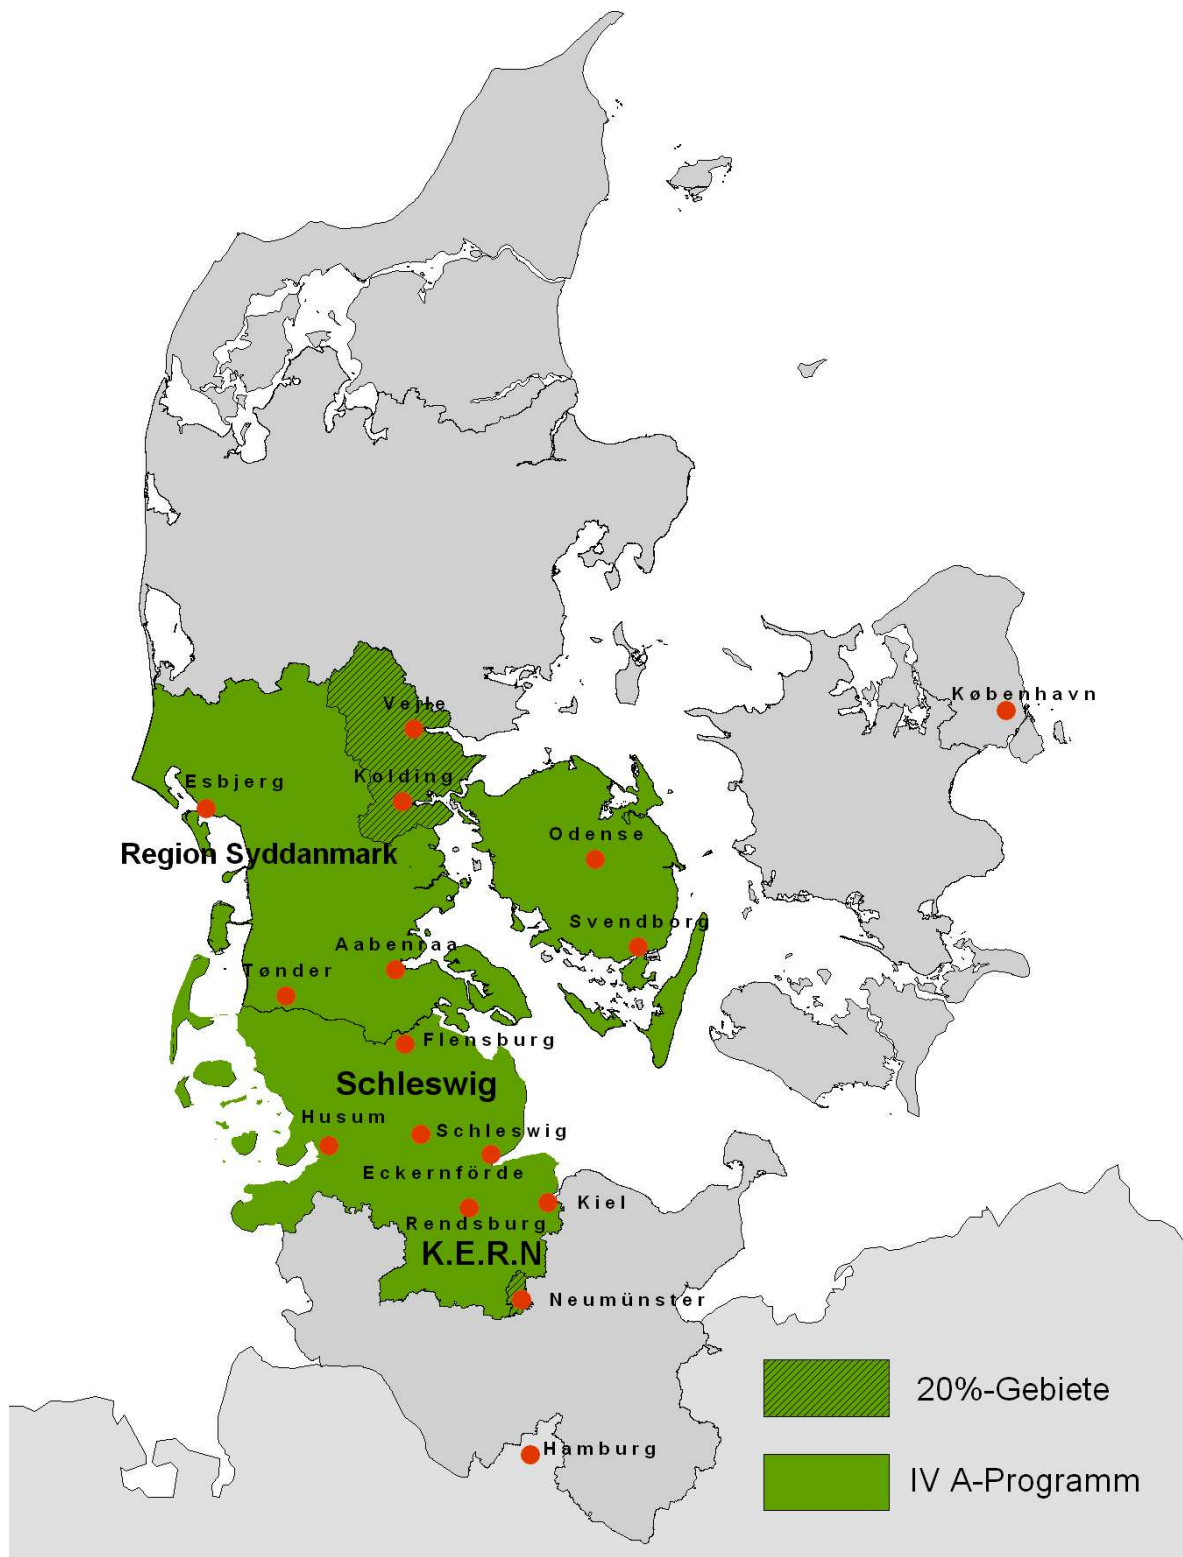 København
Vejle
Kolding
Esbjerg
Odense
Region Syddanmark
Svendborg
Aabenraa
Tønder
Flensburg
Schleswig
Husum
Schleswig
Eckernförde
Kiel
Rendsburg
K.E.R.N
Neumünster
20%-Gebiete
Hamburg
IV A-Programm